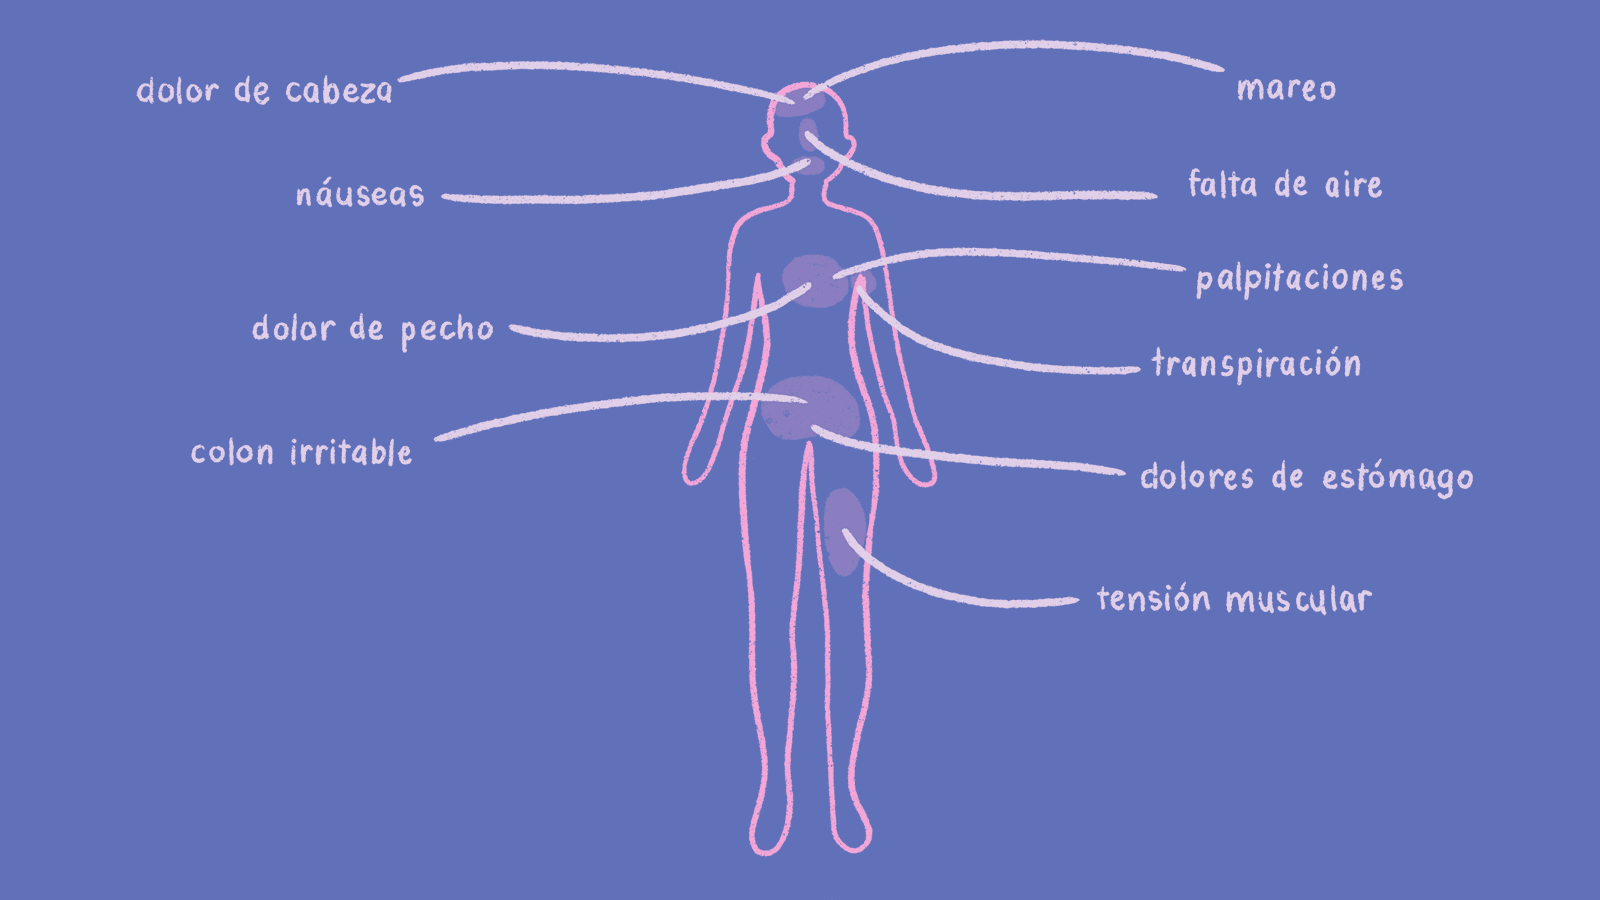 dolor de cabeza
mareo
náuseas
falta de aire
palpitaciones
dolor de pecho
transpiración
colon irritable
dolores de estómago
tensión muscular